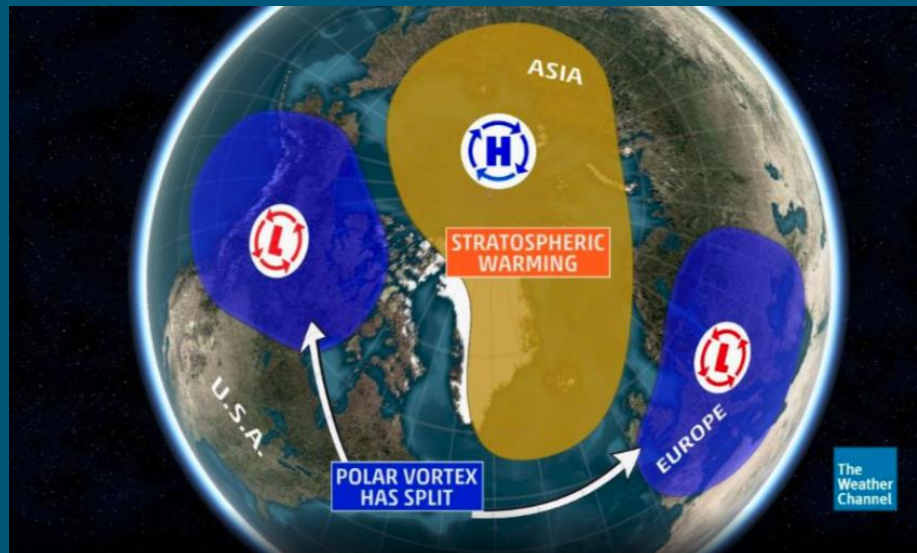 ASIA
H
L
STRATOSPHERIC
WARMING
L
U.S.A.
EUROPE
POLAR VORTEX
HAS SPLIT
The
Weather
Channel